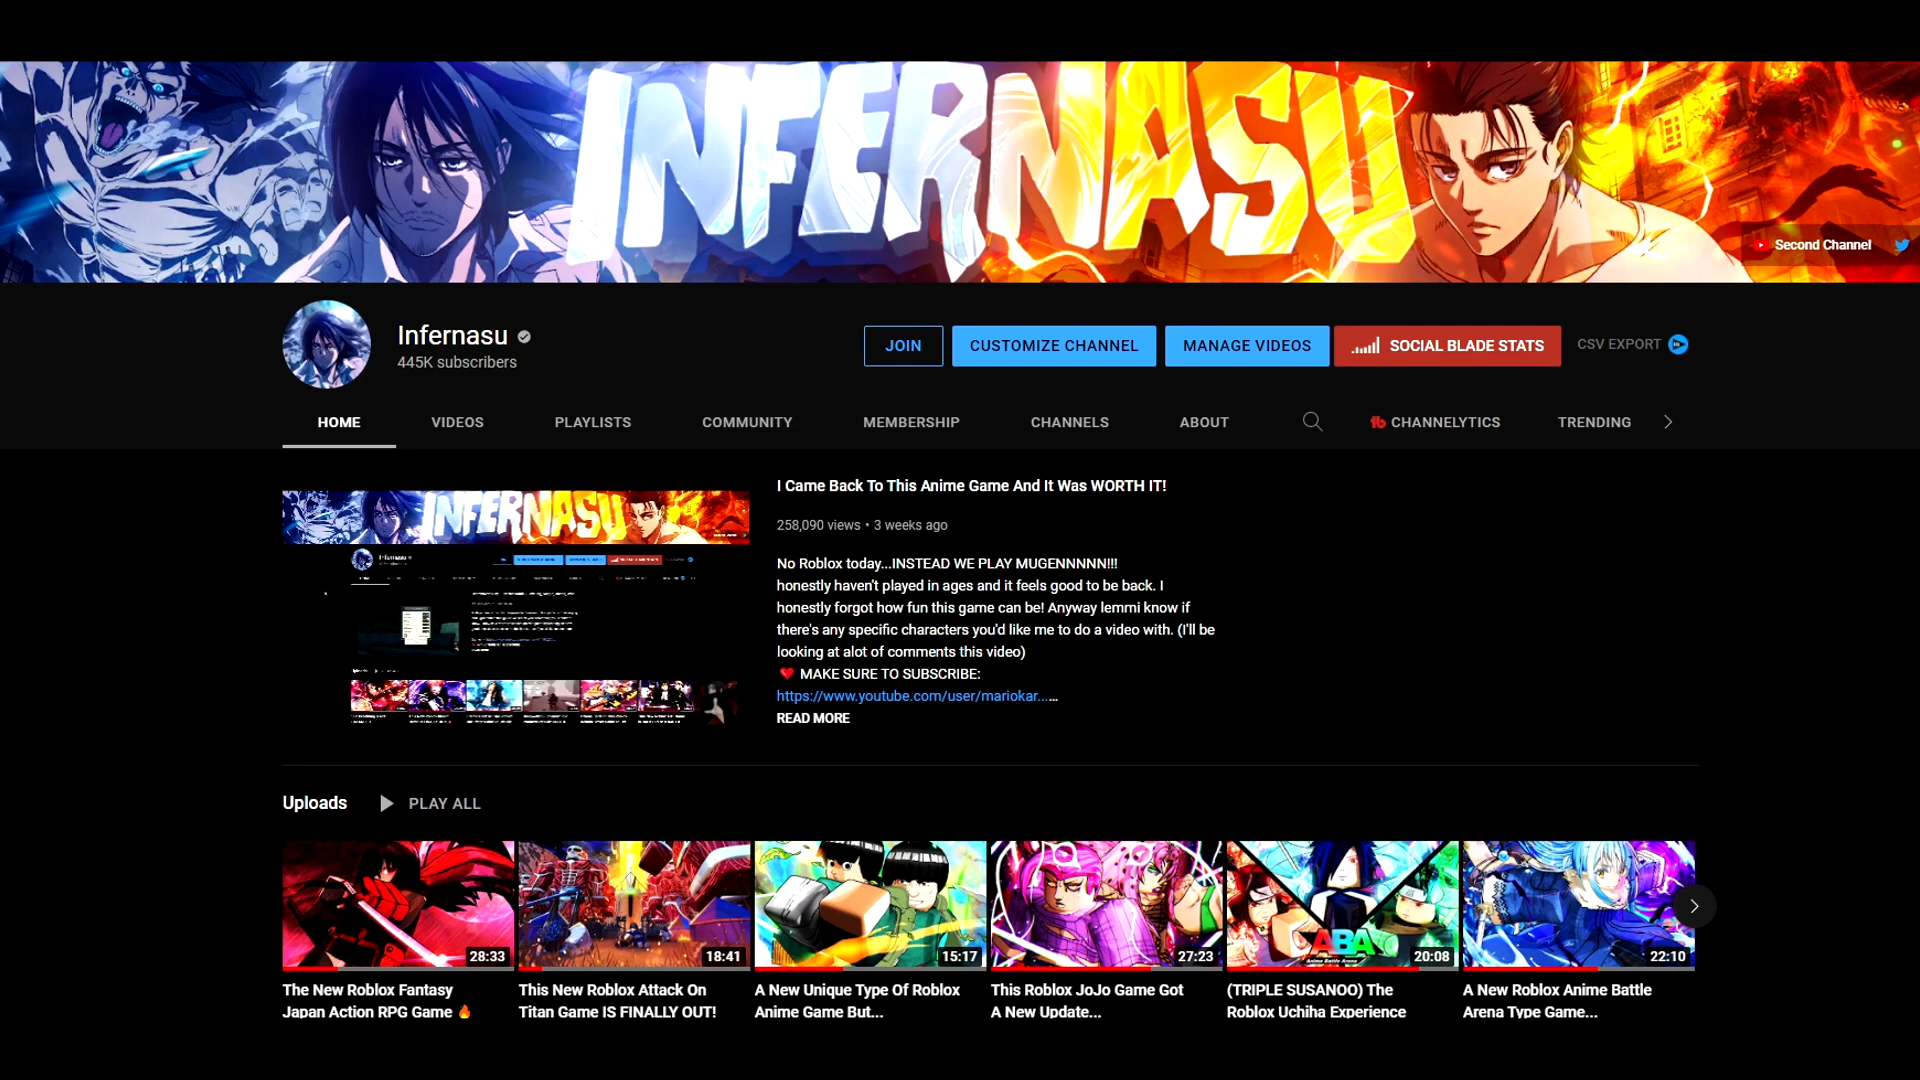 INFERNASU
Second Channel
Infernasu
445K subscribers
JOIN
CUSTOMIZE CHANNEL
MANAGE VIDEOS
SOCIAL BLADE STATS
CSV EXPORT
HOME
VIDEOS
PLAYLISTS
COMMUNITY
MEMBERSHIP
CHANNELS
ABOUT
CHANNELYTICS
TRENDING
INFERNASU
Infernasu
I Came Back To This Anime Game And It Was WORTH IT!
258,090 views • 3 weeks ago
No Roblox today...INSTEAD WE PLAY MUGENNNNN!!!
honestly haven't played in ages and it feels good to be back. I
honestly forgot how fun this game can be! Anyway lemmi know if
there's any specific characters you'd like me to do a video with. (I'll be
looking at alot of comments this video)
❤️ MAKE SURE TO SUBSCRIBE:
https://www.youtube.com/user/mariokar......
READ MORE
Uploads
PLAY ALL
28:33
18:41
15:17
27:23
ABA
Anime Battle Arena
20:08
22:10
The New Roblox Fantasy
Japan Action RPG Game 🔥
This New Roblox Attack On
Titan Game IS FINALLY OUT!
A New Unique Type Of Roblox
Anime Game But...
This Roblox JoJo Game Got
A New Update...
(TRIPLE SUSANOO) The
Roblox Uchiha Experience
A New Roblox Anime Battle
Arena Type Game...